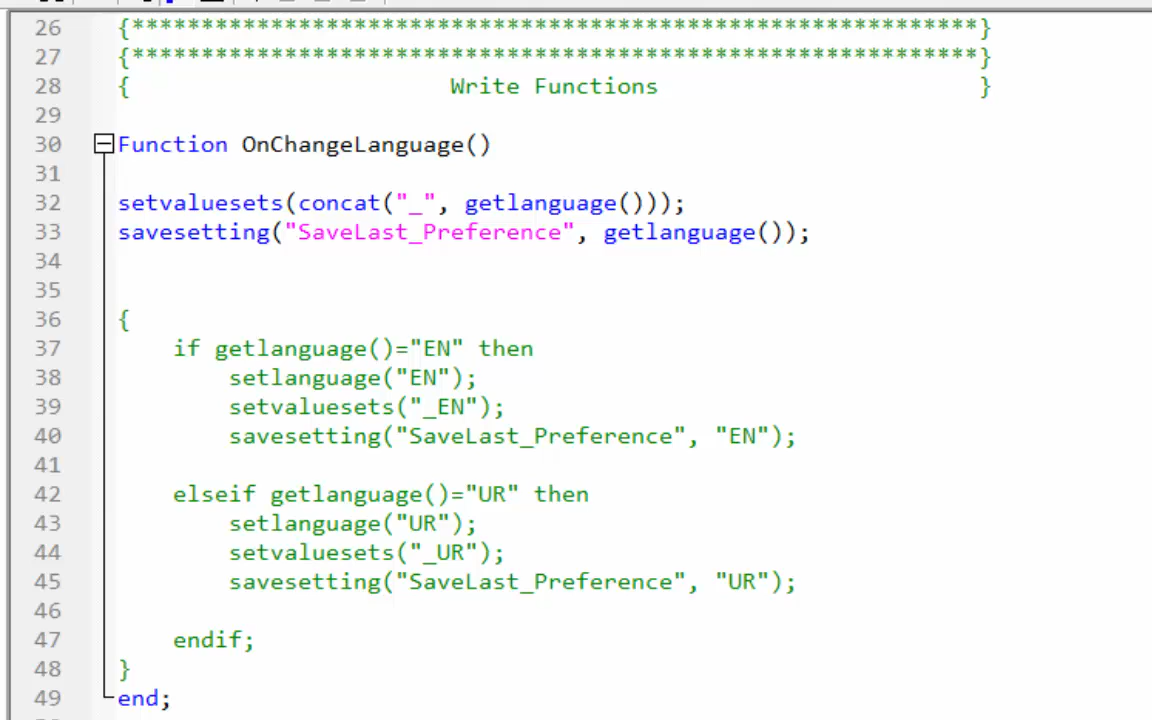 26 {*************************************************************}
27 {*************************************************************}
28 { Write Functions }
29
30 Function OnChangeLanguage()
31
32 setvaluesets(concat("_", getlanguage()));
33 savesetting("SaveLast_Preference", getlanguage());
34
35
36 {
37 if getlanguage()="EN" then
38 setlanguage("EN");
39 setvaluesets("_EN");
40 savesetting("SaveLast_Preference", "EN");
41
42 elseif getlanguage()="UR" then
43 setlanguage("UR");
44 setvaluesets("_UR");
45 savesetting("SaveLast_Preference", "UR");
46
47 endif;
48 }
49 end;